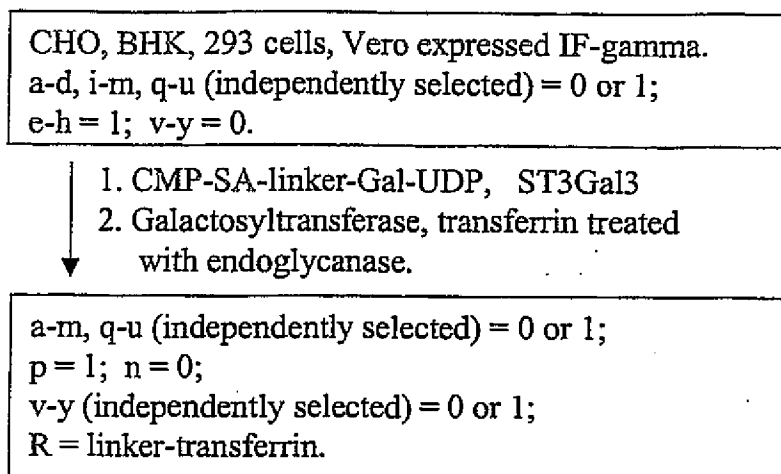 CHO, BHK, 293 cells, Vero expressed IF-gamma.
a-d, i-m, q-u (independently selected) = 0 or 1;
e-h = 1; v-y = 0.
1. CMP-SA-linker-Gal-UDP, ST3Gal3
2. Galactosyltransferase, transferrin treated
with endoglycanase.
a-m, q-u (independently selected) = 0 or 1;
p = 1; n = 0;
v-y (independently selected) = 0 or 1;
R = linker-transferrin.